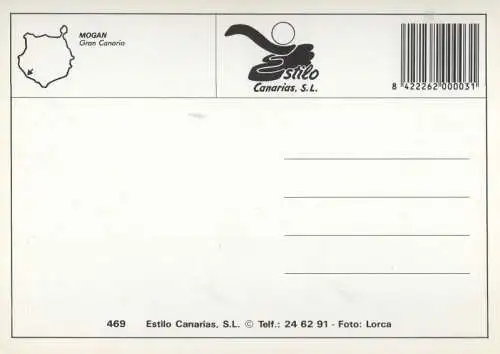 MOGAN
Gran Canaria
Estilo
Canarias, S.L.
8 422262 000031
469 Estilo Canarias, S.L. © Telf.: 24 62 91 - Foto: Lorca